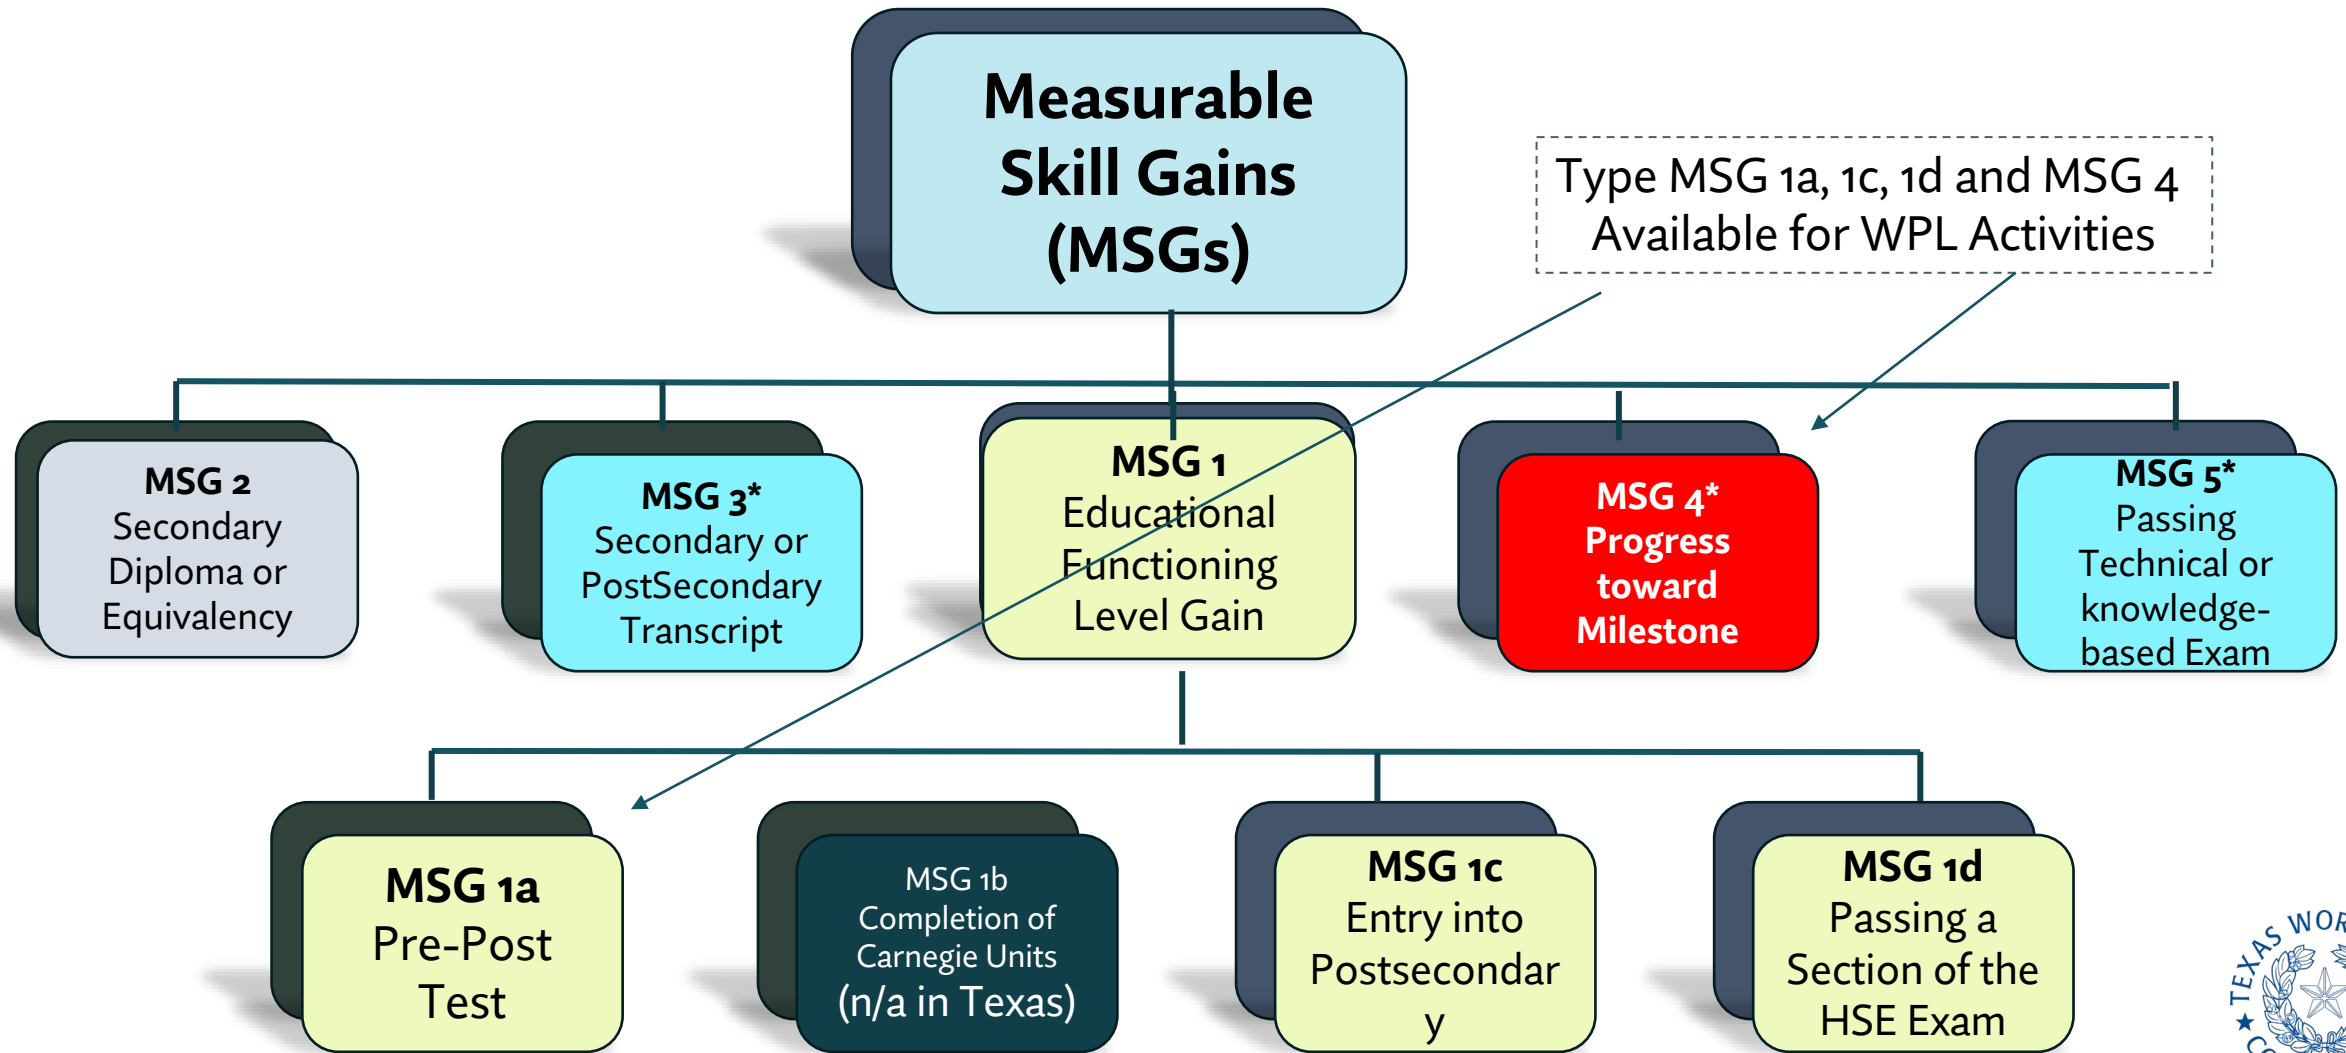 Measurable
Skill Gains
(MSGs)
Type MSG 1a, 1c, 1d and MSG 4
Available for WPL Activities
MSG 2
Secondary
Diploma or
Equivalency
MSG 3*
Secondary or
PostSecondary
Transcript
MSG 1
Educational
Functioning
Level Gain
MSG 4*
Progress
toward
Milestone
MSG 5*
Passing
Technical or
knowledge-
based Exam
MSG 1a
Pre-Post
Test
MSG 1b
Completion of
Carnegie Units
(n/a in Texas)
MSG 1c
Entry into
Postsecondar
y
MSG 1d
Passing a
Section of the
HSE Exam
TEXAS